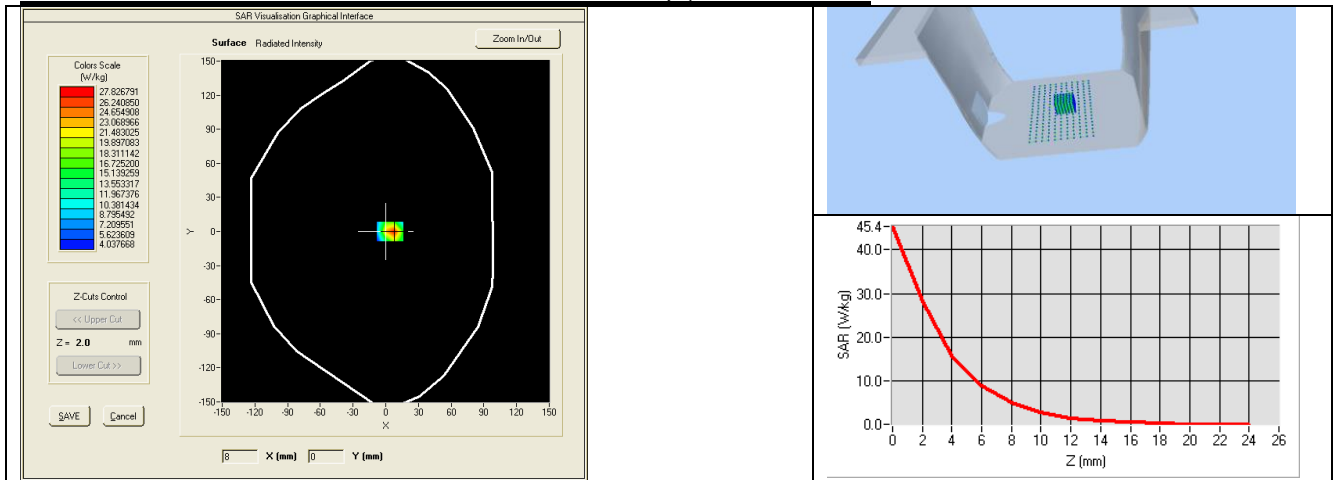 SAR Visualisation Graphical Interface
Surface Radiated Intensity
Zoom In/Out
Colors Scale
(W/kg)
27.826791
26.240850
24.654908
23.068966
21.483025
19.897083
18.311142
16.725200
15.139259
13.553317
11.967376
10.381434
8.795492
7.209551
5.623609
4.037668
Z-Cuts Control
<< Upper Cut
Z = 2.0 mm
Lower Cut >>
SAVE Cancel
150-
120-
90-
60-
30-
Y 0-
-30-
-60-
-90-
-120-
-150-
-150 -120 -90 -60 -30 0 30 60 90 120 150
X
8 X (mm) 0 Y (mm)
45.4-
40.0-
30.0-
20.0-
10.0-
0.0-
SAR (W/kg)
0 2 4 6 8 10 12 14 16 18 20 22 24 26
Z (mm)